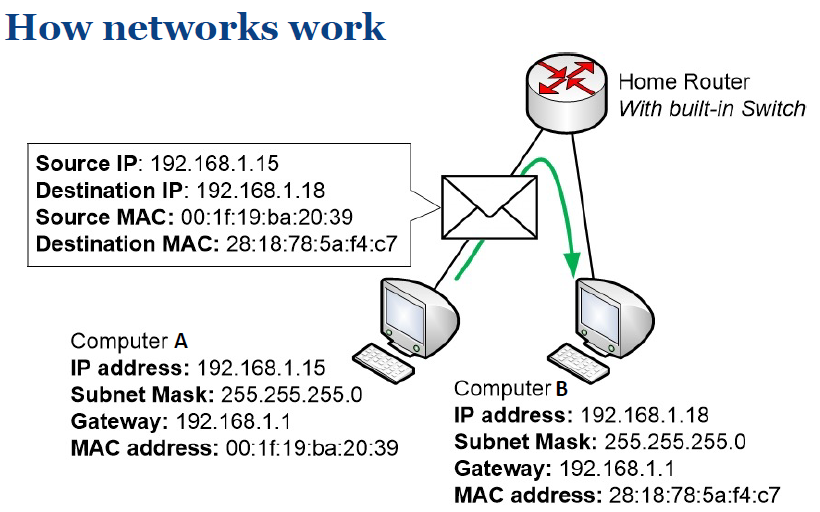 How networks work
Home Router
With built-in Switch
Source IP: 192.168.1.15
Destination IP: 192.168.1.18
Source MAC: 00:1f:19:ba:20:39
Destination MAC: 28:18:78:5a:f4:c7
Computer A
IP address: 192.168.1.15
Subnet Mask: 255.255.255.0
Gateway: 192.168.1.1
MAC address: 00:1f:19:ba:20:39
Computer B
IP address: 192.168.1.18
Subnet Mask: 255.255.255.0
Gateway: 192.168.1.1
MAC address: 28:18:78:5a:f4:c7